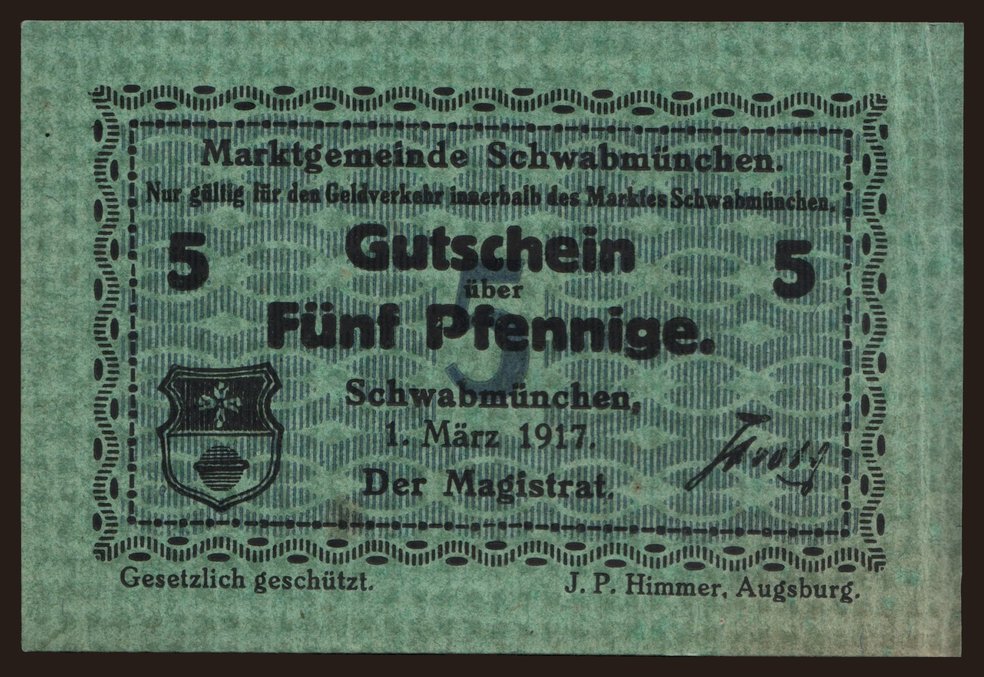 Marktgemeinde Schwabmünchen.
Nur gültig für den Geldverkehr innerhalb des Marktes Schwabmünchen.
5 Gutschein 5
über
Fünf Pfennige.
5
Schwabmünchen,
1. März 1917.
Der Magistrat.
Gesetzlich geschützt. J. P. Himmer, Augsburg.